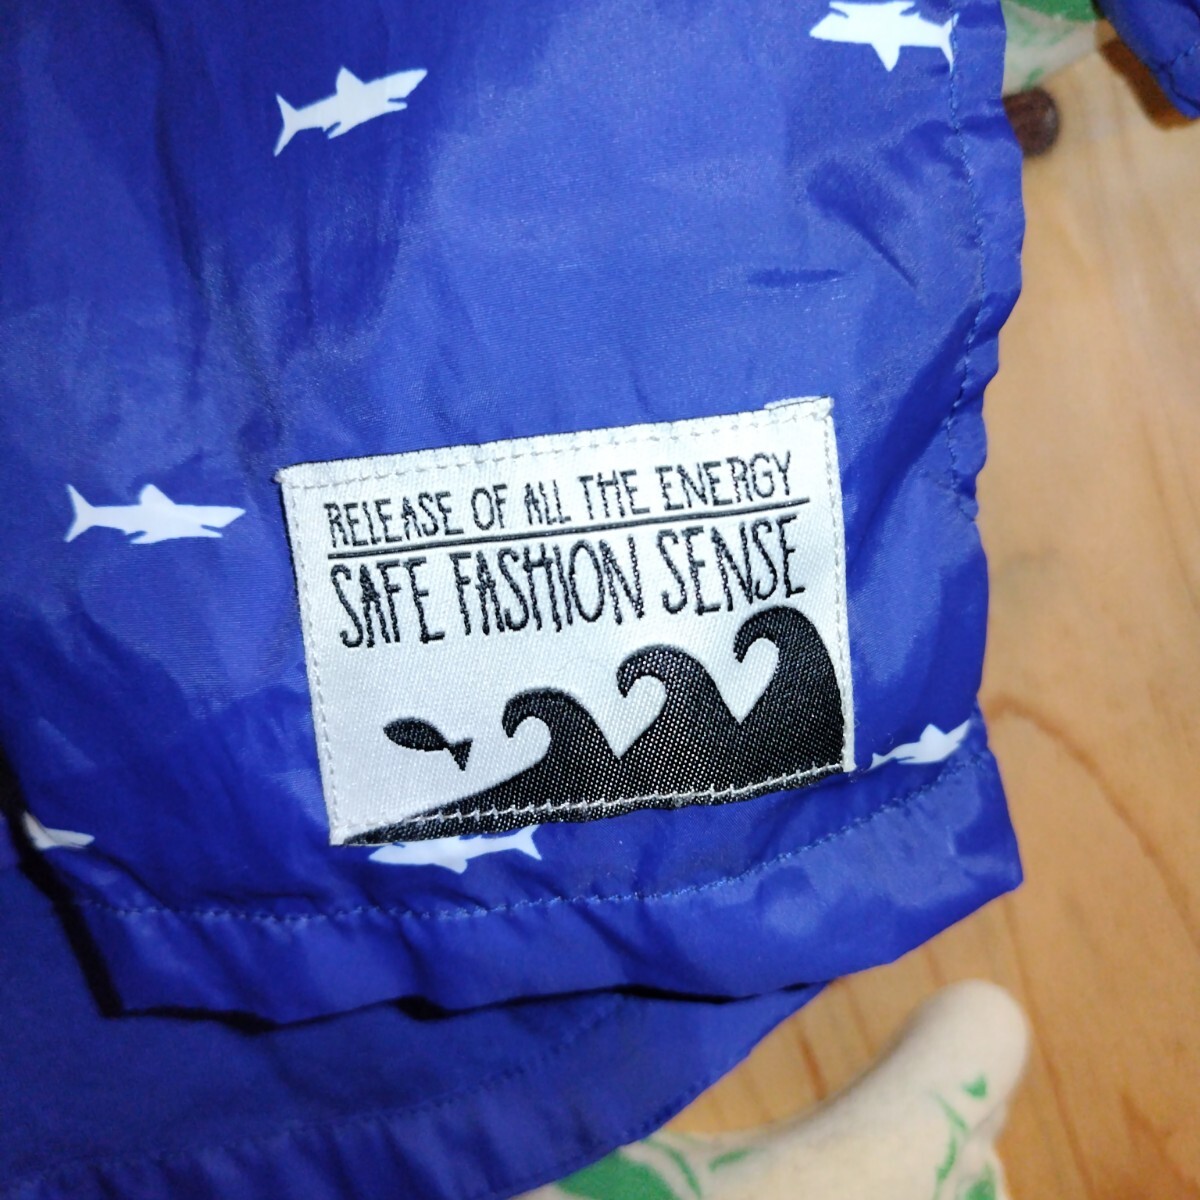 RELEASE OF ALL THE ENERGY
SAFE FASHION SENSE